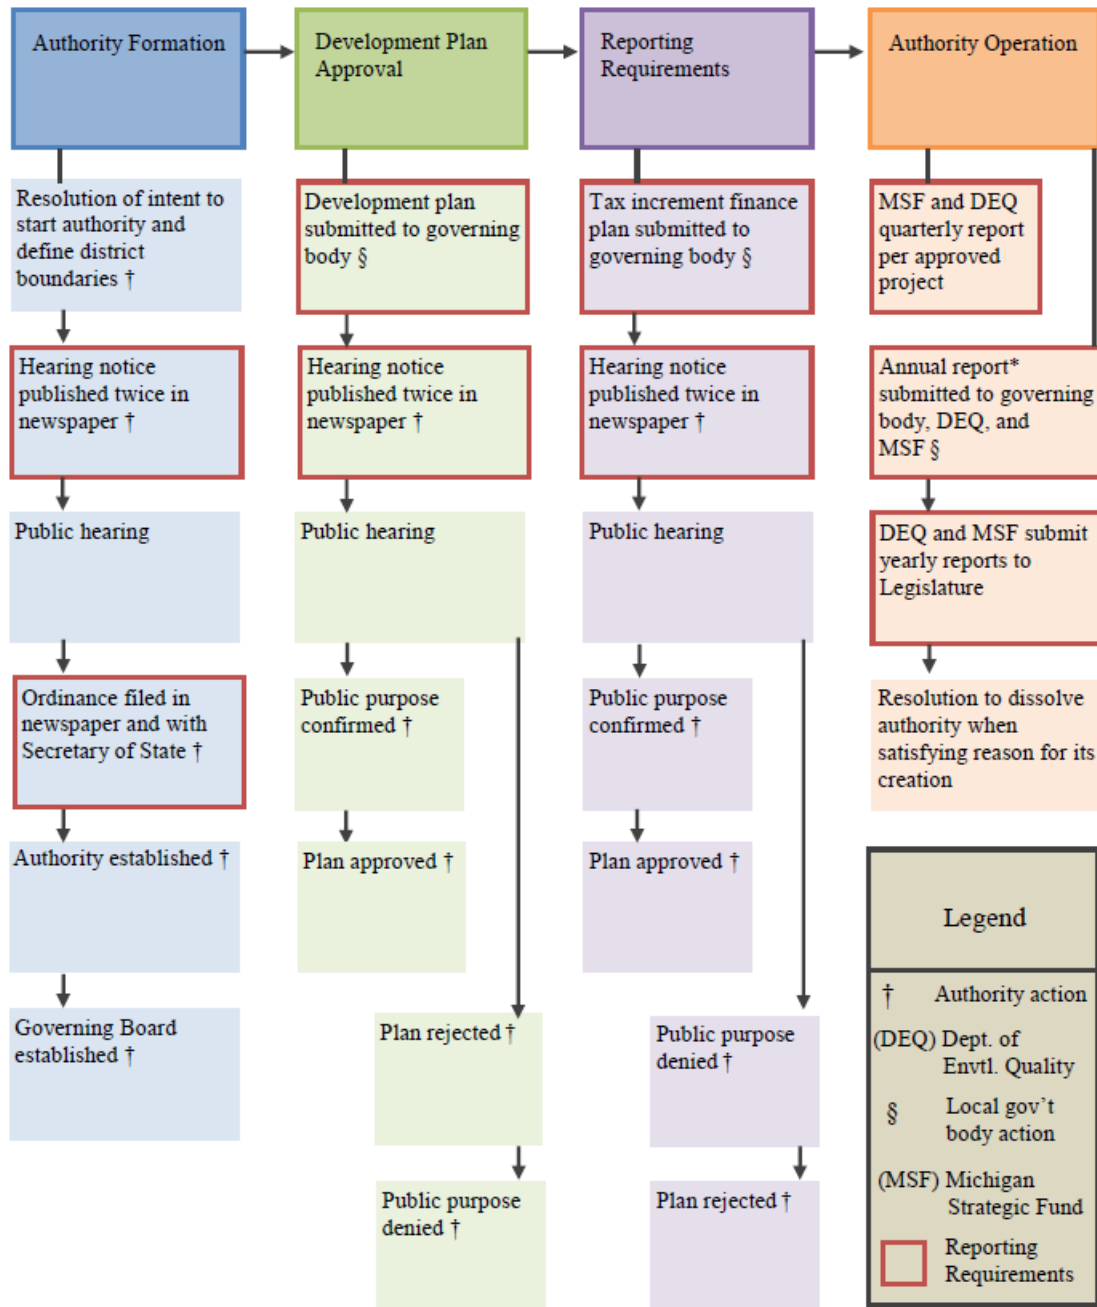 Authority Formation
Development Plan
Approval
Reporting
Requirements
Authority Operation
Resolution of intent to
start authority and
define district
boundaries †
Hearing notice
published twice in
newspaper †
Public hearing
Ordinance filed in
newspaper and with
Secretary of State †
Authority established †
Governing Board
established †
Development plan
submitted to governing
body §
Hearing notice
published twice in
newspaper †
Public hearing
Public purpose
confirmed †
Plan approved †
Plan rejected †
Public purpose
denied †
Tax increment finance
plan submitted to
governing body §
Hearing notice
published twice in
newspaper †
Public hearing
Public purpose
confirmed †
Plan approved †
Public purpose
denied †
Plan rejected †
MSF and DEQ
quarterly report
per approved
project
Annual report*
submitted to governing
body, DEQ, and
MSF §
DEQ and MSF submit
yearly reports to
Legislature
Resolution to dissolve
authority when
satisfying reason for its
creation
Legend
† Authority action
(DEQ) Dept. of
Envtl. Quality
§ Local gov’t
body action
(MSF) Michigan
Strategic Fund
Reporting
Requirements